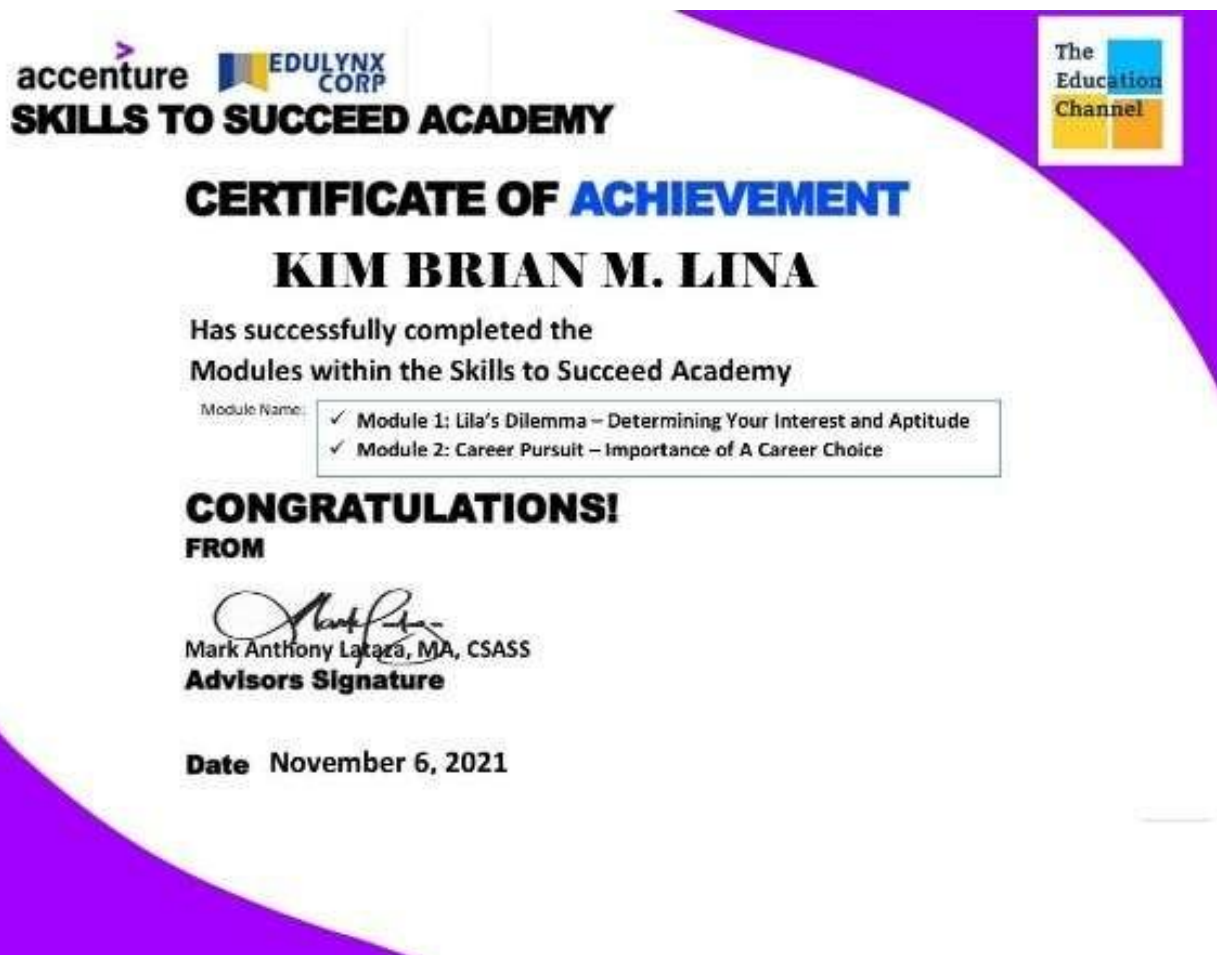 accenture
EDULYNX
CORP
SKILLS TO SUCCEED ACADEMY
The
Education
Channel
CERTIFICATE OF ACHIEVEMENT
KIM BRIAN M. LINA
Has successfully completed the
Modules within the Skills to Succeed Academy
Module Name:
✓ Module 1: Lila's Dilemma – Determining Your Interest and Aptitude
✓ Module 2: Career Pursuit – Importance of A Career Choice
CONGRATULATIONS!
FROM
Mark Anthony Lataza, MA, CSASS
Advisors Signature
Date November 6, 2021